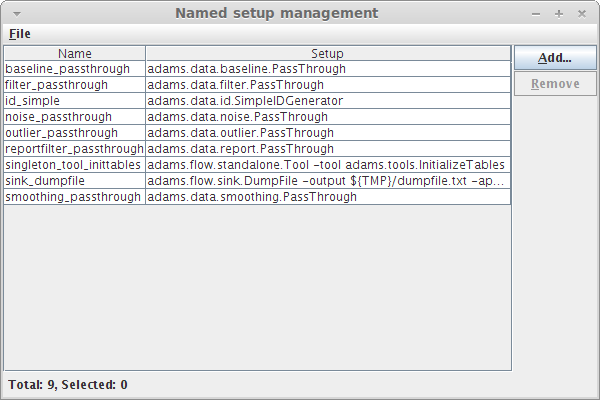 Named setup management
File
Name Setup
baseline_passthrough adams.data.baseline.PassThrough
filter_passthrough adams.data.filter.PassThrough
id_simple adams.data.id.SimpleIDGenerator
noise_passthrough adams.data.noise.PassThrough
outlier_passthrough adams.data.outlier.PassThrough
reportfilter_passthrough adams.data.report.PassThrough
singleton_tool_inittables adams.flow.standalone.Tool -tool adams.tools.InitializeTables
sink_dumpfile adams.flow.sink.DumpFile -output ${TMP}/dumpfile.txt -ap...
smoothing_passthrough adams.data.smoothing.PassThrough
Add...
Remove
Total: 9, Selected: 0